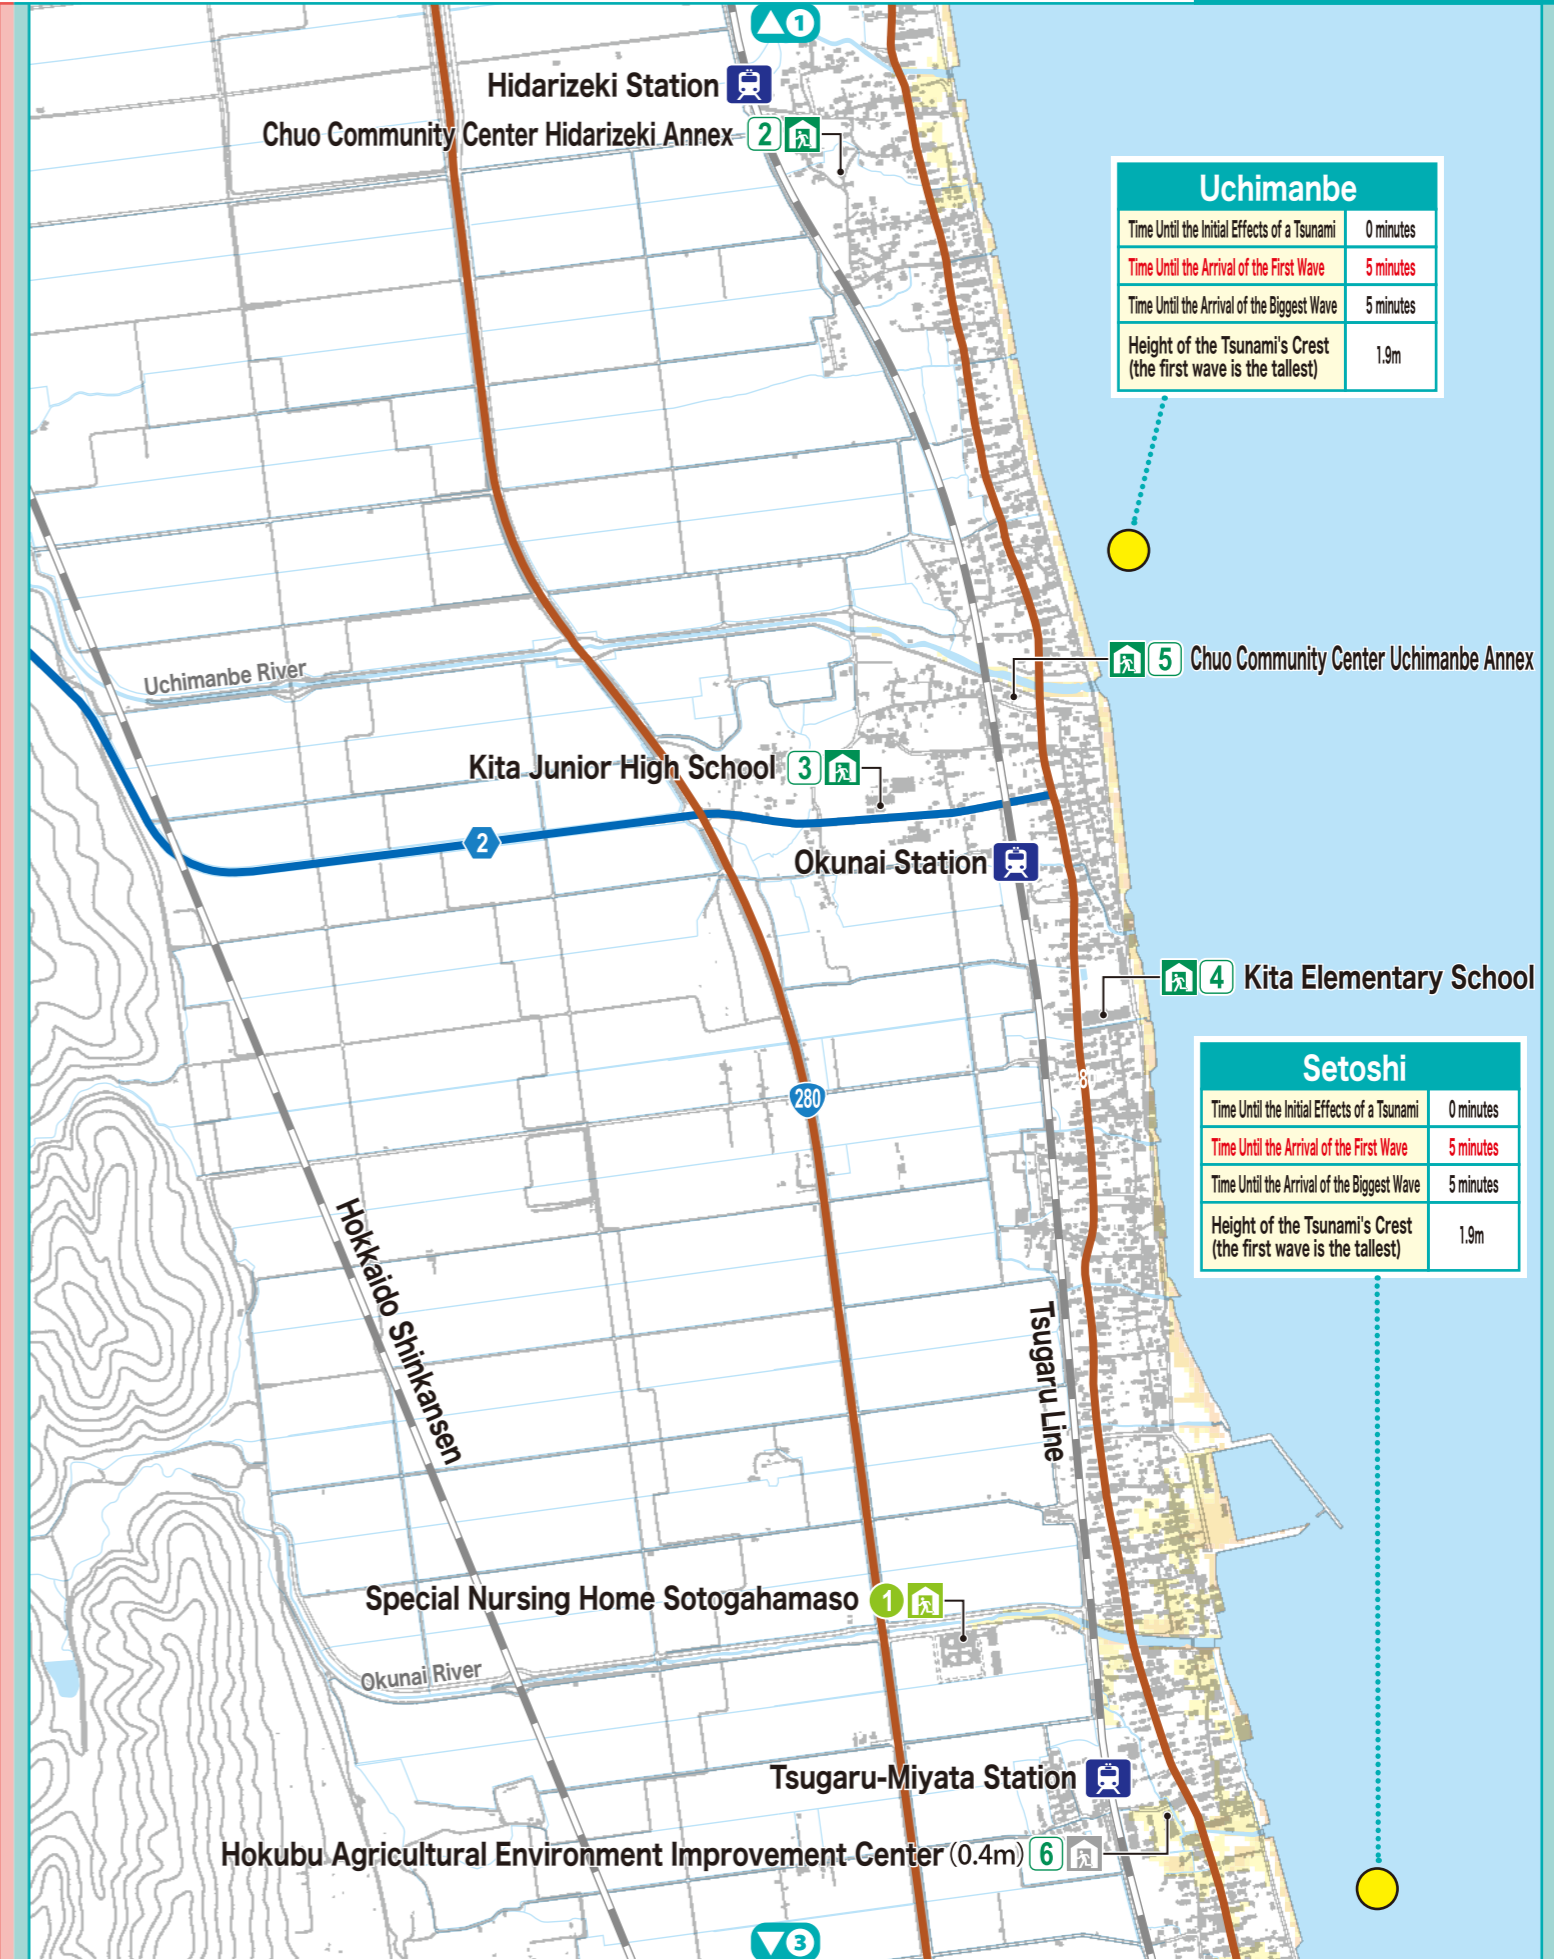 1
Hidarizeki Station
Chuo Community Center Hidarizeki Annex 2
Uchimanbe
Time Until the Initial Effects of a Tsunami 0 minutes
Time Until the Arrival of the First Wave 5 minutes
Time Until the Arrival of the Biggest Wave 5 minutes
Height of the Tsunami's Crest
(the first wave is the tallest)
1.9m
5 Chuo Community Center Uchimanbe Annex
Uchimanbe River
Kita Junior High School 3
2
Okunai Station
4 Kita Elementary School
Setoshi
Time Until the Initial Effects of a Tsunami 0 minutes
Time Until the Arrival of the First Wave 5 minutes
Time Until the Arrival of the Biggest Wave 5 minutes
Height of the Tsunami's Crest
(the first wave is the tallest)
1.9m
280
280
Hokkaido Shinkansen
Tsugaru Line
Special Nursing Home Sotogahamaso 1
Okunai River
Tsugaru-Miyata Station
Hokubu Agricultural Environment Improvement Center (0.4m) 6
3